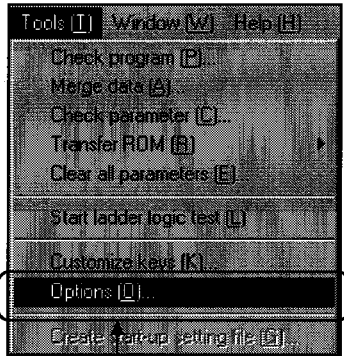 Tools (T) Window (W) Help (H)
Check program (P)...
Merge data (A)...
Check parameter (C)...
Transfer ROM (R)
Clear all parameters (E)...
Start ladder logic test (L)
Customize keys (K)...
Options (O)...
Create start-up setting file (G)...